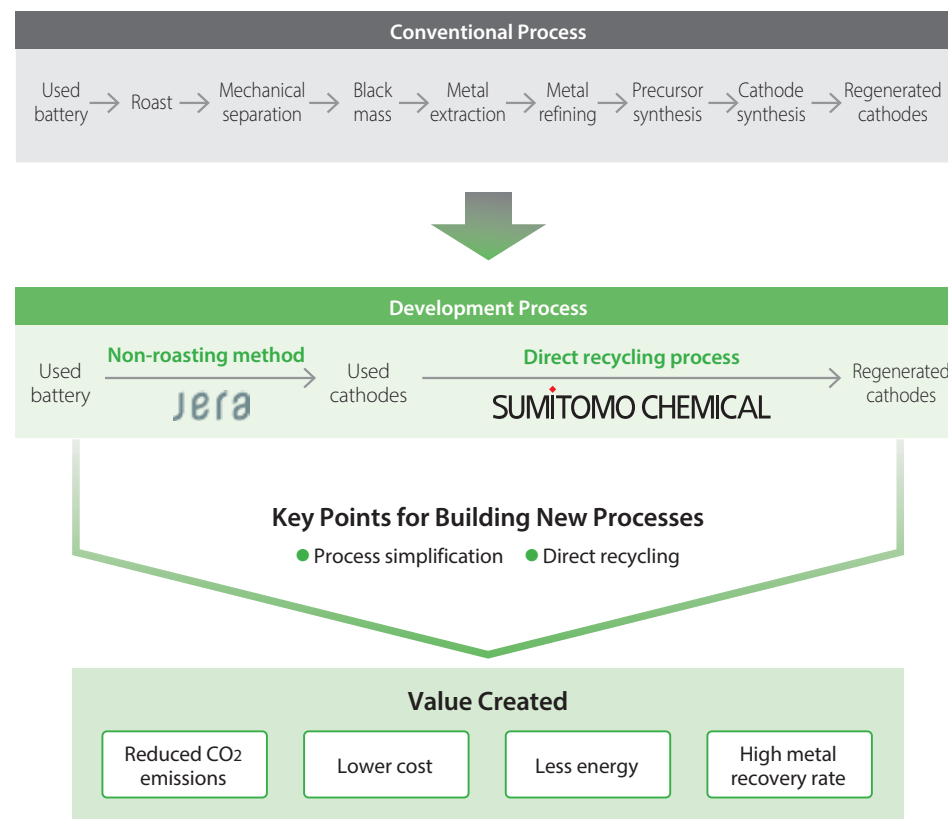 Conventional Process
Used battery
Roast
Mechanical separation
Black mass
Metal extraction
Metal refining
Precursor synthesis
Cathode synthesis
Regenerated cathodes
Development Process
Used battery
Non-roasting method
Jera
Used cathodes
Direct recycling process
SUMITOMO CHEMICAL
Regenerated cathodes
Key Points for Building New Processes
● Process simplification ● Direct recycling
Value Created
Reduced CO2 emissions
Lower cost
Less energy
High metal recovery rate